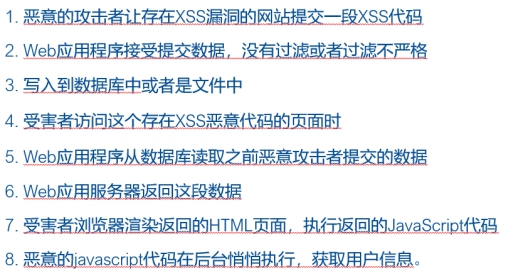 1. 恶意的攻击者让存在XSS漏洞的网站提交一段XSS代码
2. Web应用程序接受提交数据，没有过滤或者过滤不严格
3. 写入到数据库中或者是文件中
4. 受害者访问这个存在XSS恶意代码的页面时
5. Web应用程序从数据库读取之前恶意攻击者提交的数据
6. Web应用服务器返回这段数据
7. 受害者浏览器渲染返回的HTML页面，执行返回的JavaScript代码
8. 恶意的javascript代码在后台悄悄执行，获取用户信息。